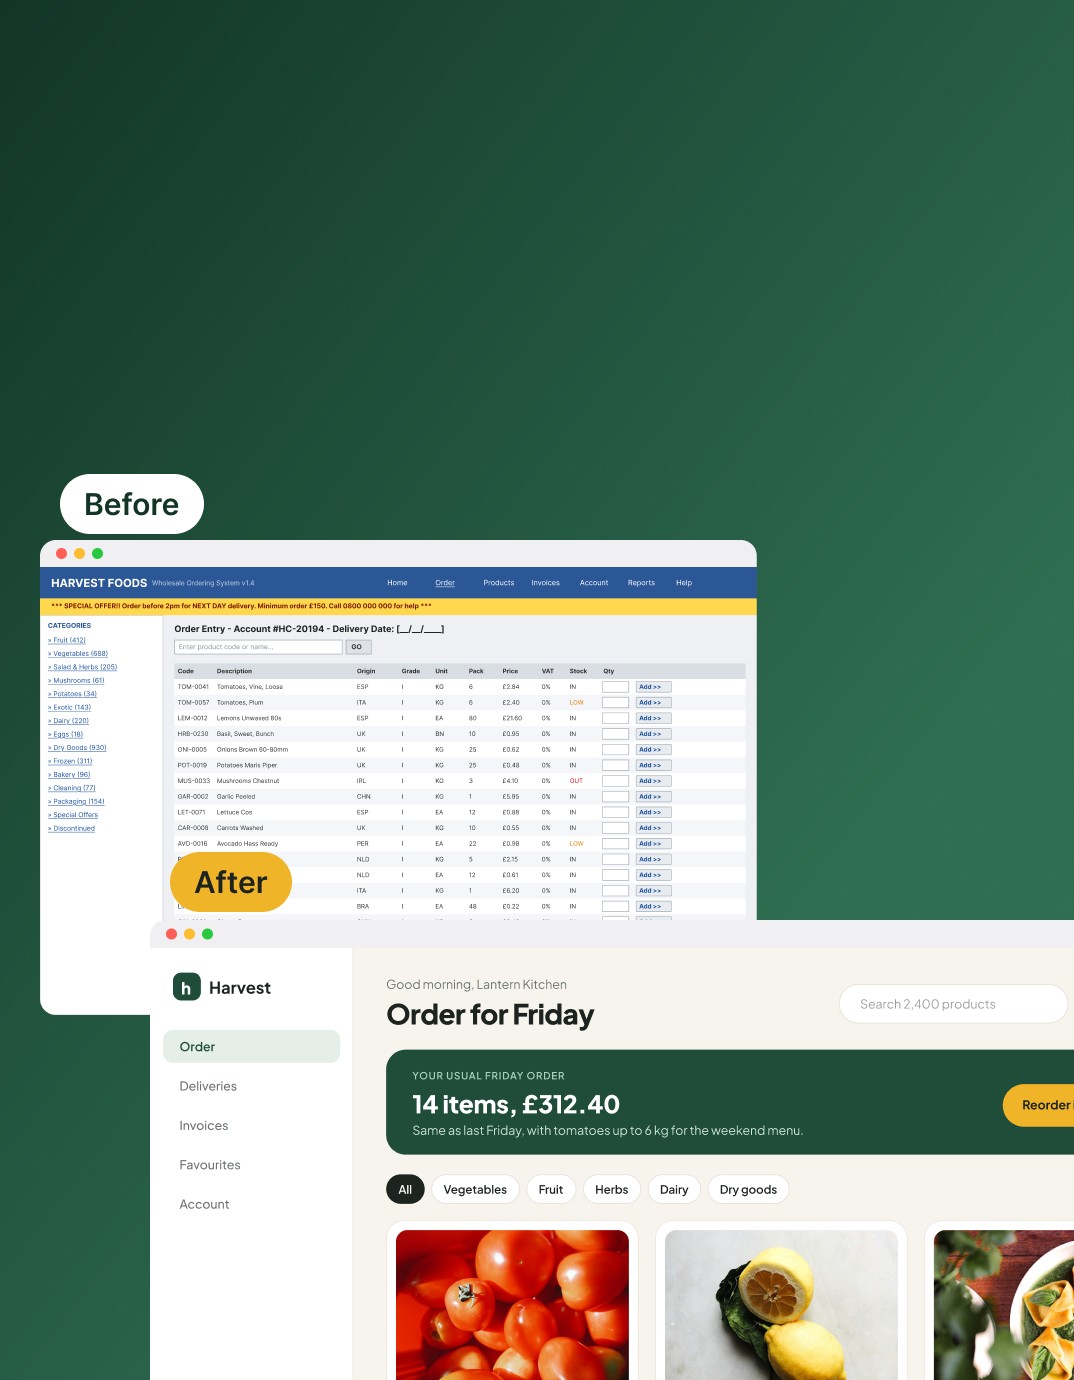 Before
HARVEST FOODS Wholesale Ordering System v1.4 Home Order Products Invoices Account Reports Help
*** SPECIAL OFFER!! Order before 2pm for NEXT DAY delivery. Minimum order £150. Call 0800 000 000 for help ***
CATEGORIES
» Fruit (412)
» Vegetables (688)
» Salad & Herbs (205)
» Mushrooms (61)
» Potatoes (34)
» Exotic (143)
» Dairy (220)
» Eggs (18)
» Dry Goods (930)
» Frozen (311)
» Bakery (96)
» Cleaning (77)
» Packaging (154)
» Special Offers
» Discontinued
Order Entry - Account #HC-20194 - Delivery Date: [__/__/____]
Enter product code or name... GO
Code Description Origin Grade Unit Pack Price VAT Stock Qty
TOM-0041 Tomatoes, Vine, Loose ESP I KG 6 £2.84 0% IN Add >>
TOM-0057 Tomatoes, Plum ITA I KG 6 £2.40 0% LOW Add >>
LEM-0012 Lemons Unwaxed 80s ESP I EA 80 £21.60 0% IN Add >>
HRB-0230 Basil, Sweet, Bunch UK I BN 10 £0.95 0% IN Add >>
ONI-0005 Onions Brown 60-80mm UK I KG 25 £0.62 0% IN Add >>
POT-0019 Potatoes Maris Piper UK I KG 25 £0.48 0% IN Add >>
MUS-0033 Mushrooms Chestnut IRL I KG 3 £4.10 0% OUT Add >>
GAR-0002 Garlic Peeled CHN I KG 1 £5.95 0% IN Add >>
LET-0071 Lettuce Cos ESP I EA 12 £0.88 0% IN Add >>
CAR-0008 Carrots Washed UK I KG 10 £0.55 0% IN Add >>
AVO-0016 Avocado Hass Ready PER I EA 22 £0.98 0% LOW Add >>
NLD I KG 5 £2.15 0% IN Add >>
NLD I EA 12 £0.61 0% IN Add >>
ITA I KG 1 £6.20 0% IN Add >>
BRA I EA 48 £0.22 0% IN Add >>
After
h Harvest
Order
Deliveries
Invoices
Favourites
Account
Good morning, Lantern Kitchen
Order for Friday
Search 2,400 products
YOUR USUAL FRIDAY ORDER
14 items, £312.40
Same as last Friday, with tomatoes up to 6 kg for the weekend menu.
Reorder
All Vegetables Fruit Herbs Dairy Dry goods